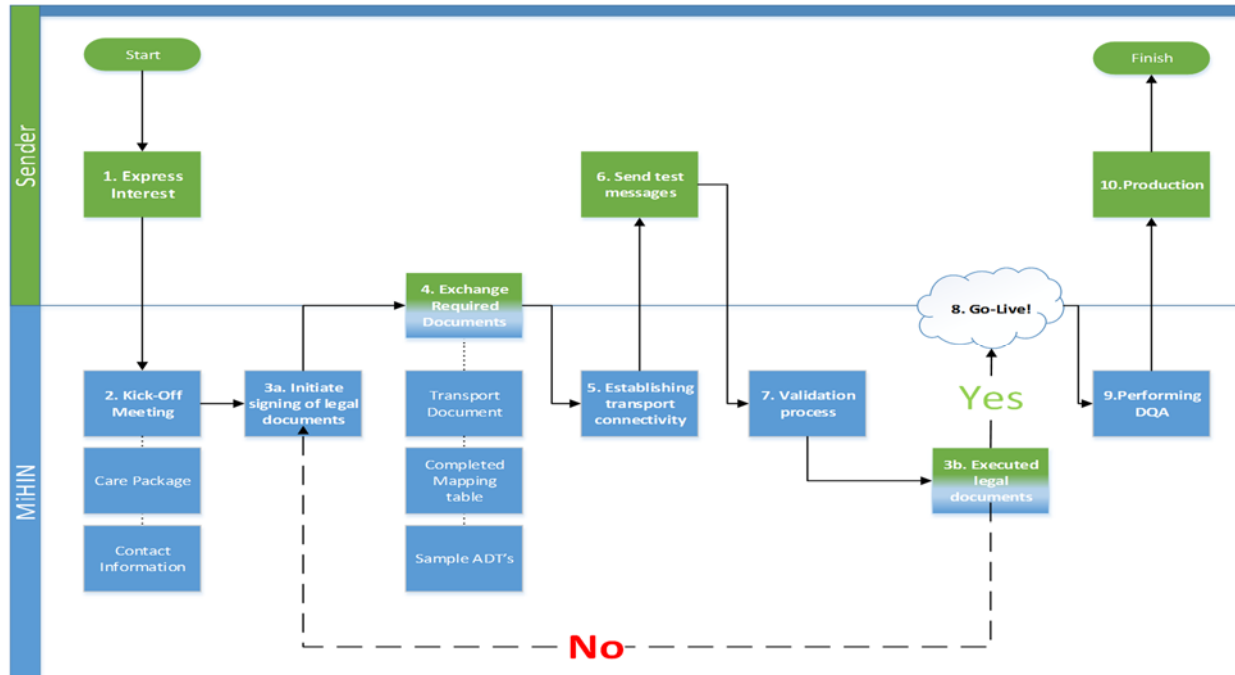 Sender
Start
Finish
1. Express
Interest
6. Send test
messages
10.Production
4. Exchange
Required
Documents
8. Go-Live!
MiHIN
2. Kick-Off
Meeting
3a. Initiate
signing of legal
documents
Transport
Document
5. Establishing
transport
connectivity
7. Validation
process
Yes
9.Performing
DQA
Care Package
Completed
Mapping
table
3b. Executed
legal
documents
Contact
Information
Sample ADT's
No